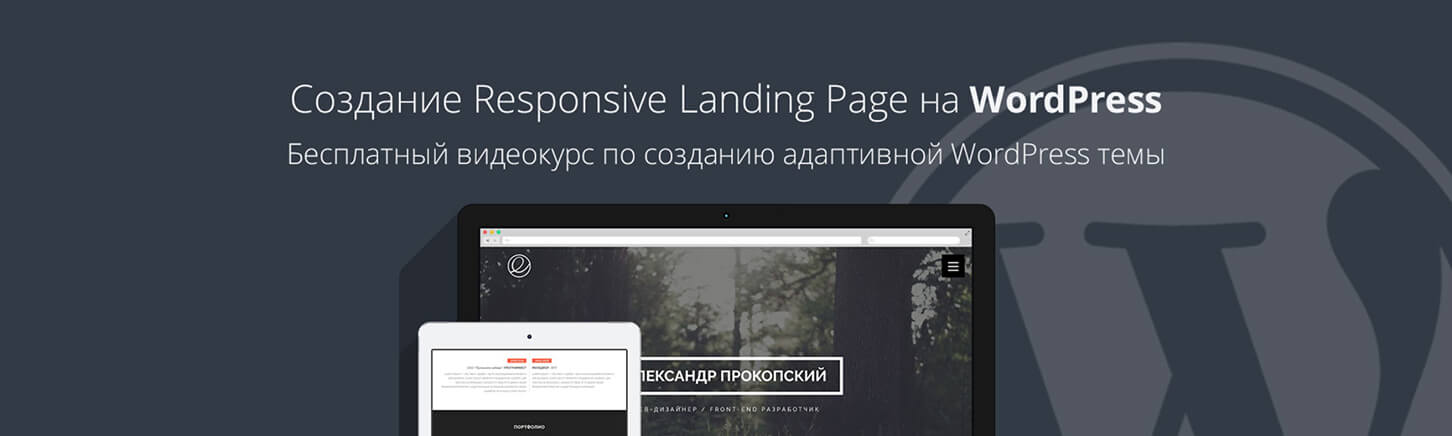 Создание Responsive Landing Page на WordPress
Бесплатный видеокурс по созданию адаптивной WordPress темы
ЛЕКСАНДР ПРОКОПСКИЙ
ЕБ-ДИЗАЙНЕР / FRONT-END РАЗРАБОТЧИК
ПОРТФОЛИО